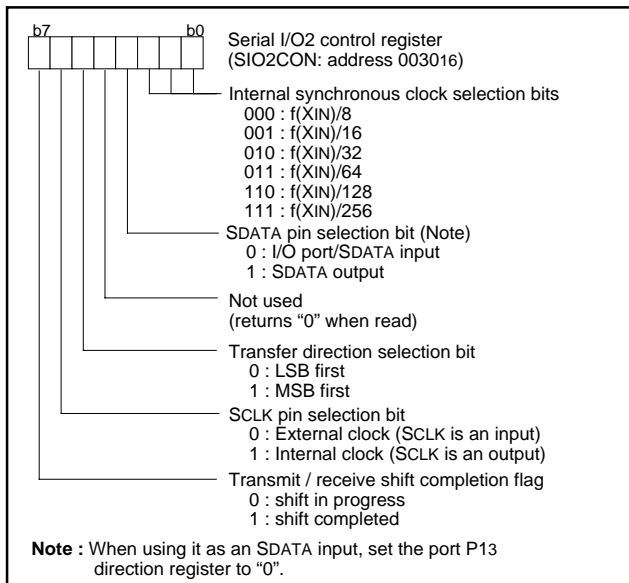 b7 b0
Serial I/O2 control register
(SIO2CON: address 003016)
Internal synchronous clock selection bits
000 : f(XIN)/8
001 : f(XIN)/16
010 : f(XIN)/32
011 : f(XIN)/64
110 : f(XIN)/128
111 : f(XIN)/256
SDATA pin selection bit (Note)
0 : I/O port/SDATA input
1 : SDATA output
Not used
(returns “0” when read)
Transfer direction selection bit
0 : LSB first
1 : MSB first
SCLK pin selection bit
0 : External clock (SCLK is an input)
1 : Internal clock (SCLK is an output)
Transmit / receive shift completion flag
0 : shift in progress
1 : shift completed
Note : When using it as an SDATA input, set the port P13
direction register to “0”.